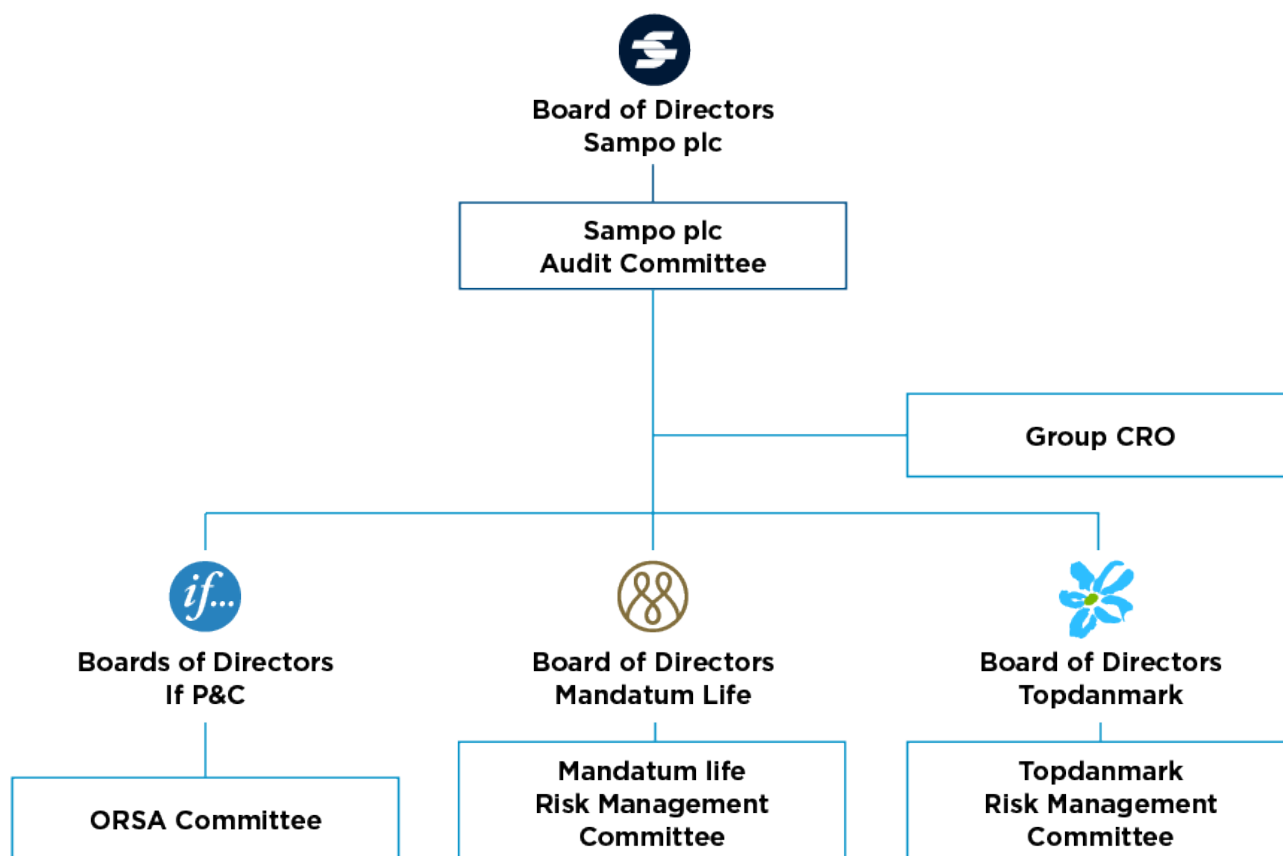 Board of Directors
Sampo plc
Sampo plc
Audit Committee
Group CRO
if...
Boards of Directors
If P&C
Board of Directors
Mandatum Life
Board of Directors
Topdanmark
ORSA Committee
Mandatum life
Risk Management
Committee
Topdanmark
Risk Management
Committee